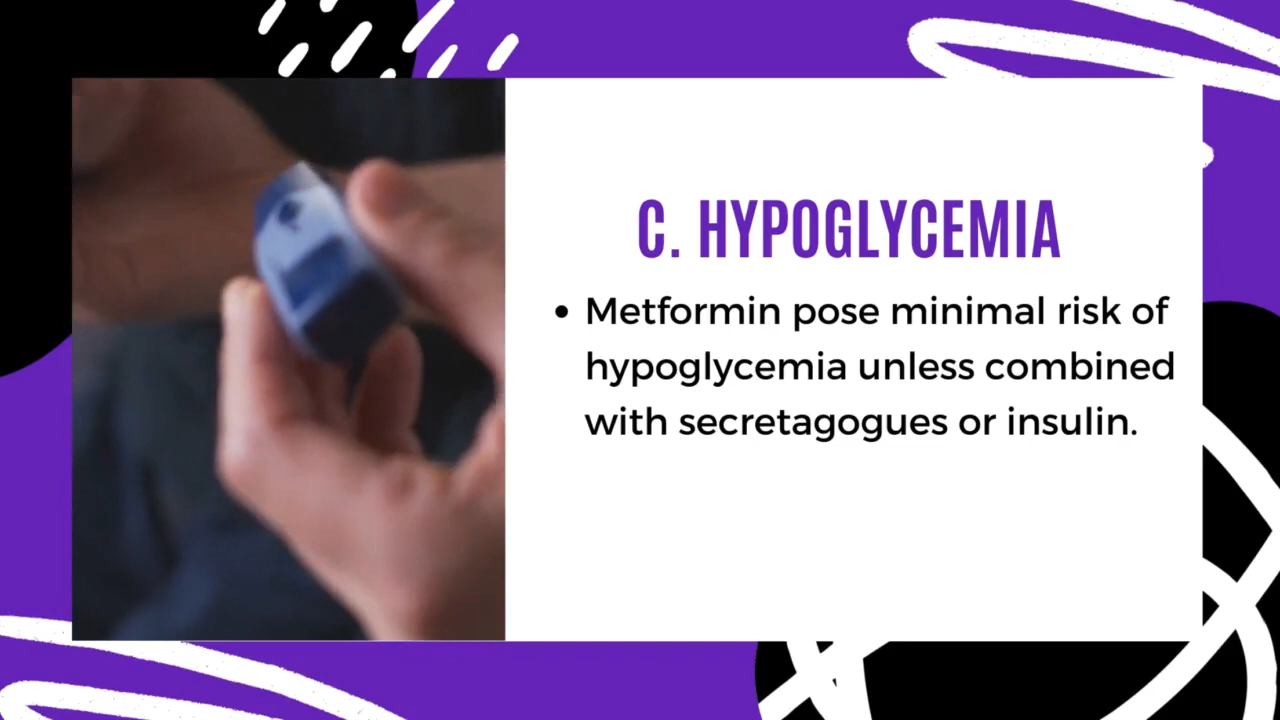 C. HYPOGLYCEMIA
• Metformin pose minimal risk of
hypoglycemia unless combined
with secretagogues or insulin.